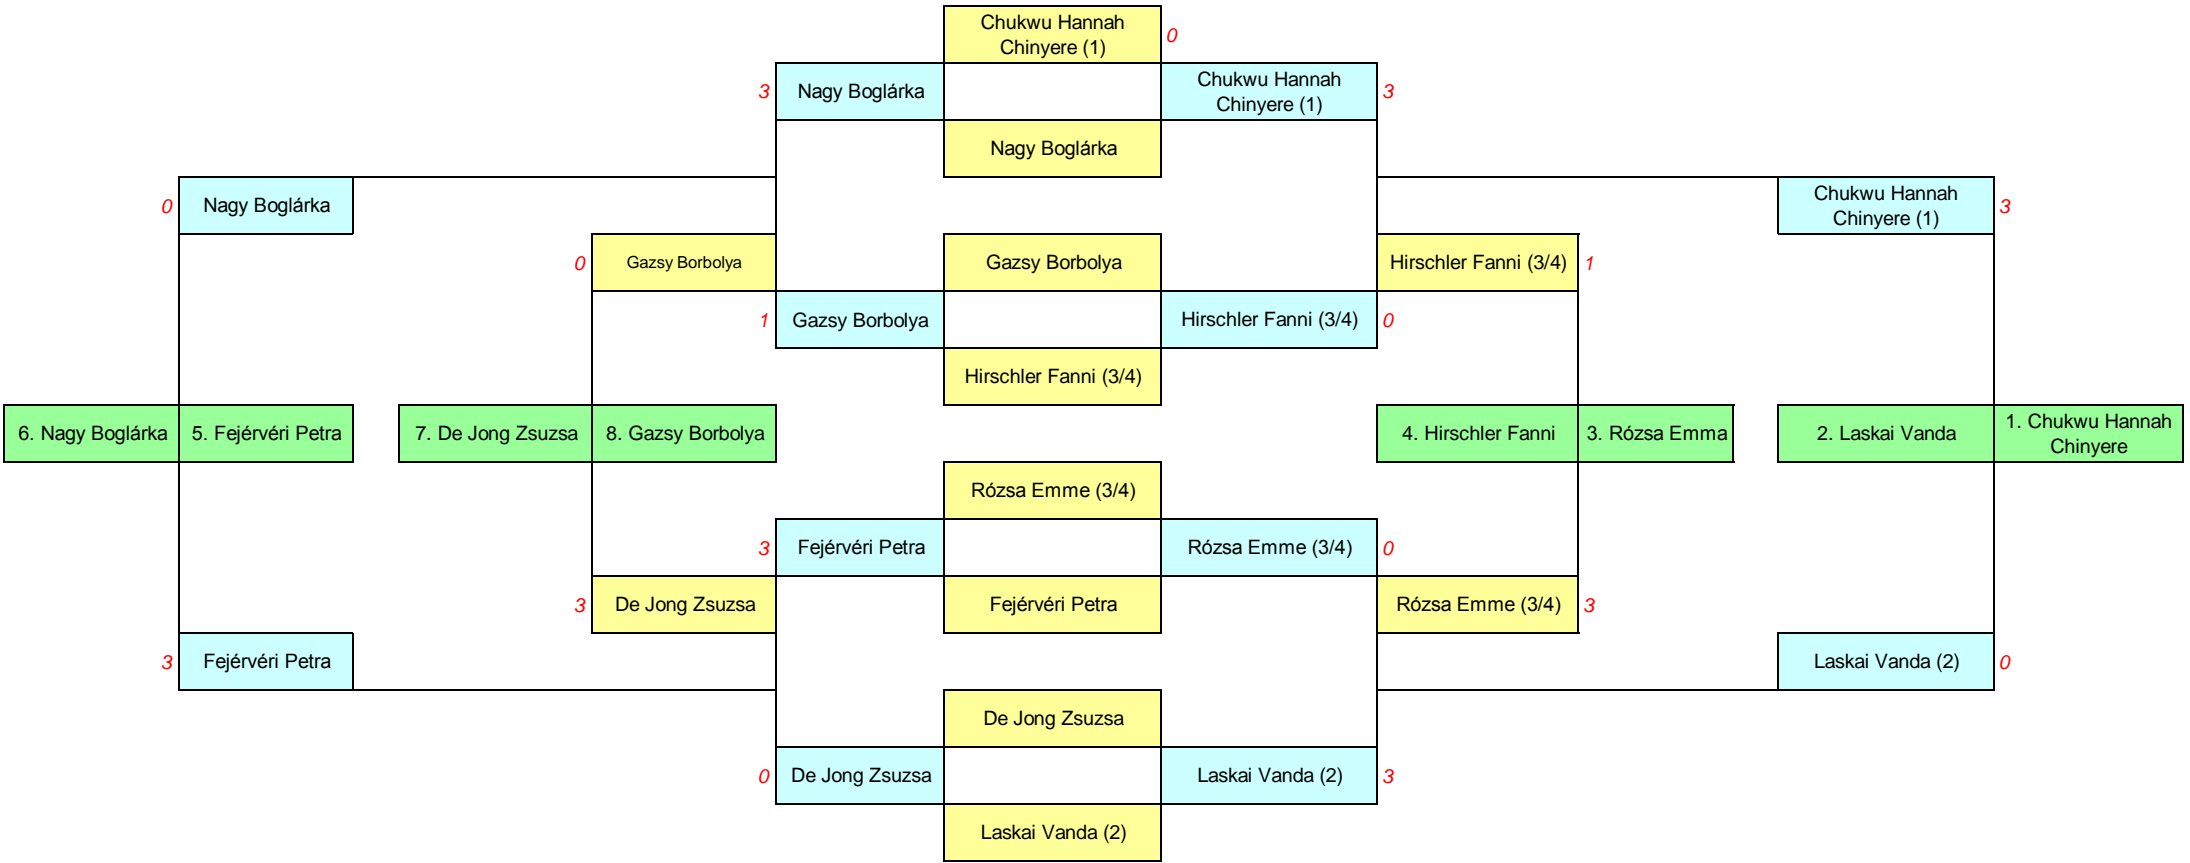 Chukwu Hannah
Chinyere (1)
0
3
Nagy Boglárka
Chukwu Hannah
Chinyere (1)
3
Nagy Boglárka
0
Nagy Boglárka
Chukwu Hannah
Chinyere (1)
3
0
Gazsy Borbolya
Gazsy Borbolya
Hirschler Fanni (3/4)
1
1
Gazsy Borbolya
Hirschler Fanni (3/4)
0
Hirschler Fanni (3/4)
6. Nagy Boglárka
5. Fejérvéri Petra
7. De Jong Zsuzsa
8. Gazsy Borbolya
4. Hirschler Fanni
3. Rózsa Emma
2. Laskai Vanda
1. Chukwu Hannah
Chinyere
Rózsa Emme (3/4)
3
Fejérvéri Petra
Rózsa Emme (3/4)
0
3
De Jong Zsuzsa
Fejérvéri Petra
Rózsa Emme (3/4)
3
3
Fejérvéri Petra
Laskai Vanda (2)
0
De Jong Zsuzsa
0
De Jong Zsuzsa
Laskai Vanda (2)
3
Laskai Vanda (2)